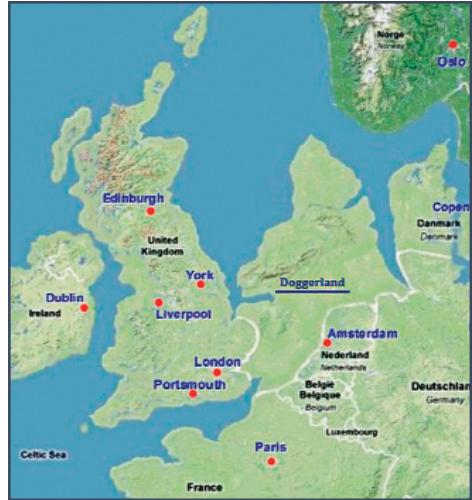 Norge
Norway
Oslo
Copen
Danmark
Denmark
Edinburgh
United
Kingdom
York
Doggerland
Dublin
Ireland
Liverpool
Amsterdam
Nederland
Netherlands
London
Portsmouth
België
Belgique
Belgium
Deutschlan
Germany
Luxembourg
Celtic Sea
Paris
France